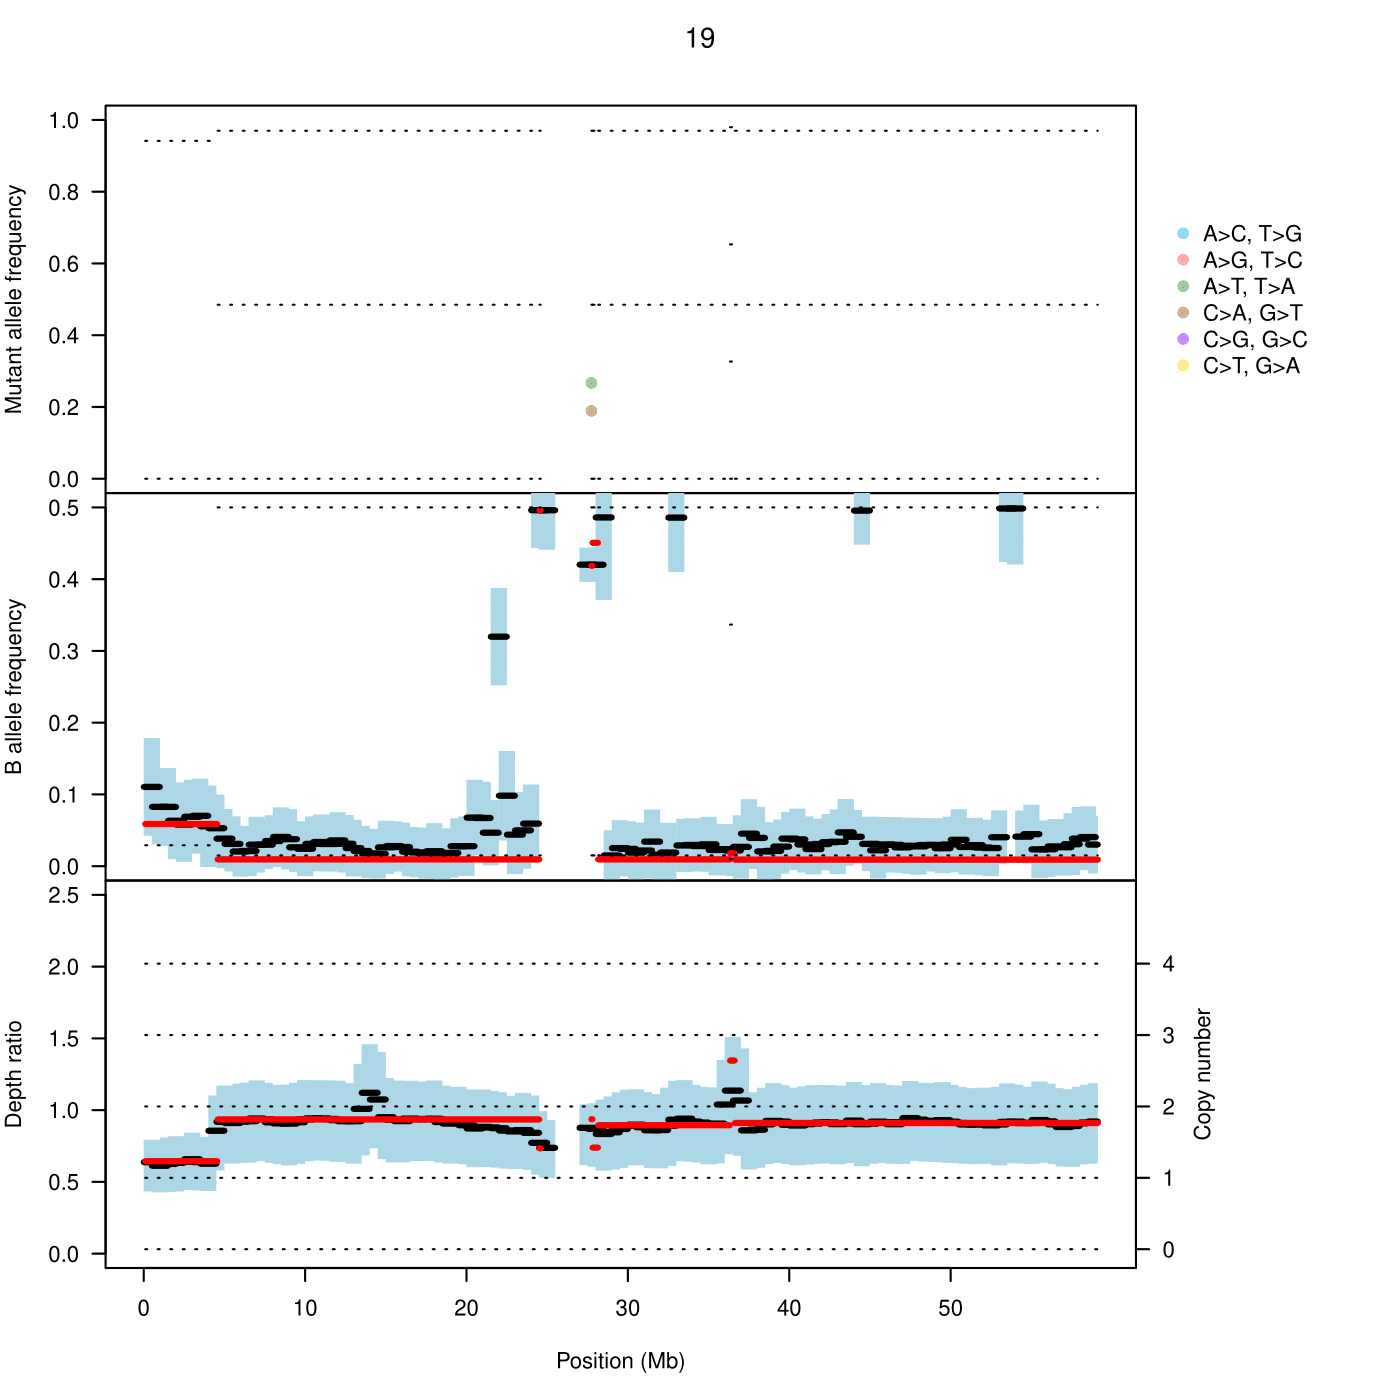 19
Mutant allele frequency
1.0
0.8
0.6
0.4
0.2
0.0
A>C, T>G
A>G, T>C
A>T, T>A
C>A, G>T
C>G, G>C
C>T, G>A
B allele frequency
0.5
0.4
0.3
0.2
0.1
0.0
Depth ratio
2.5
2.0
1.5
1.0
0.5
0.0
Copy number
4
3
2
1
0
0 10 20 30 40 50
Position (Mb)